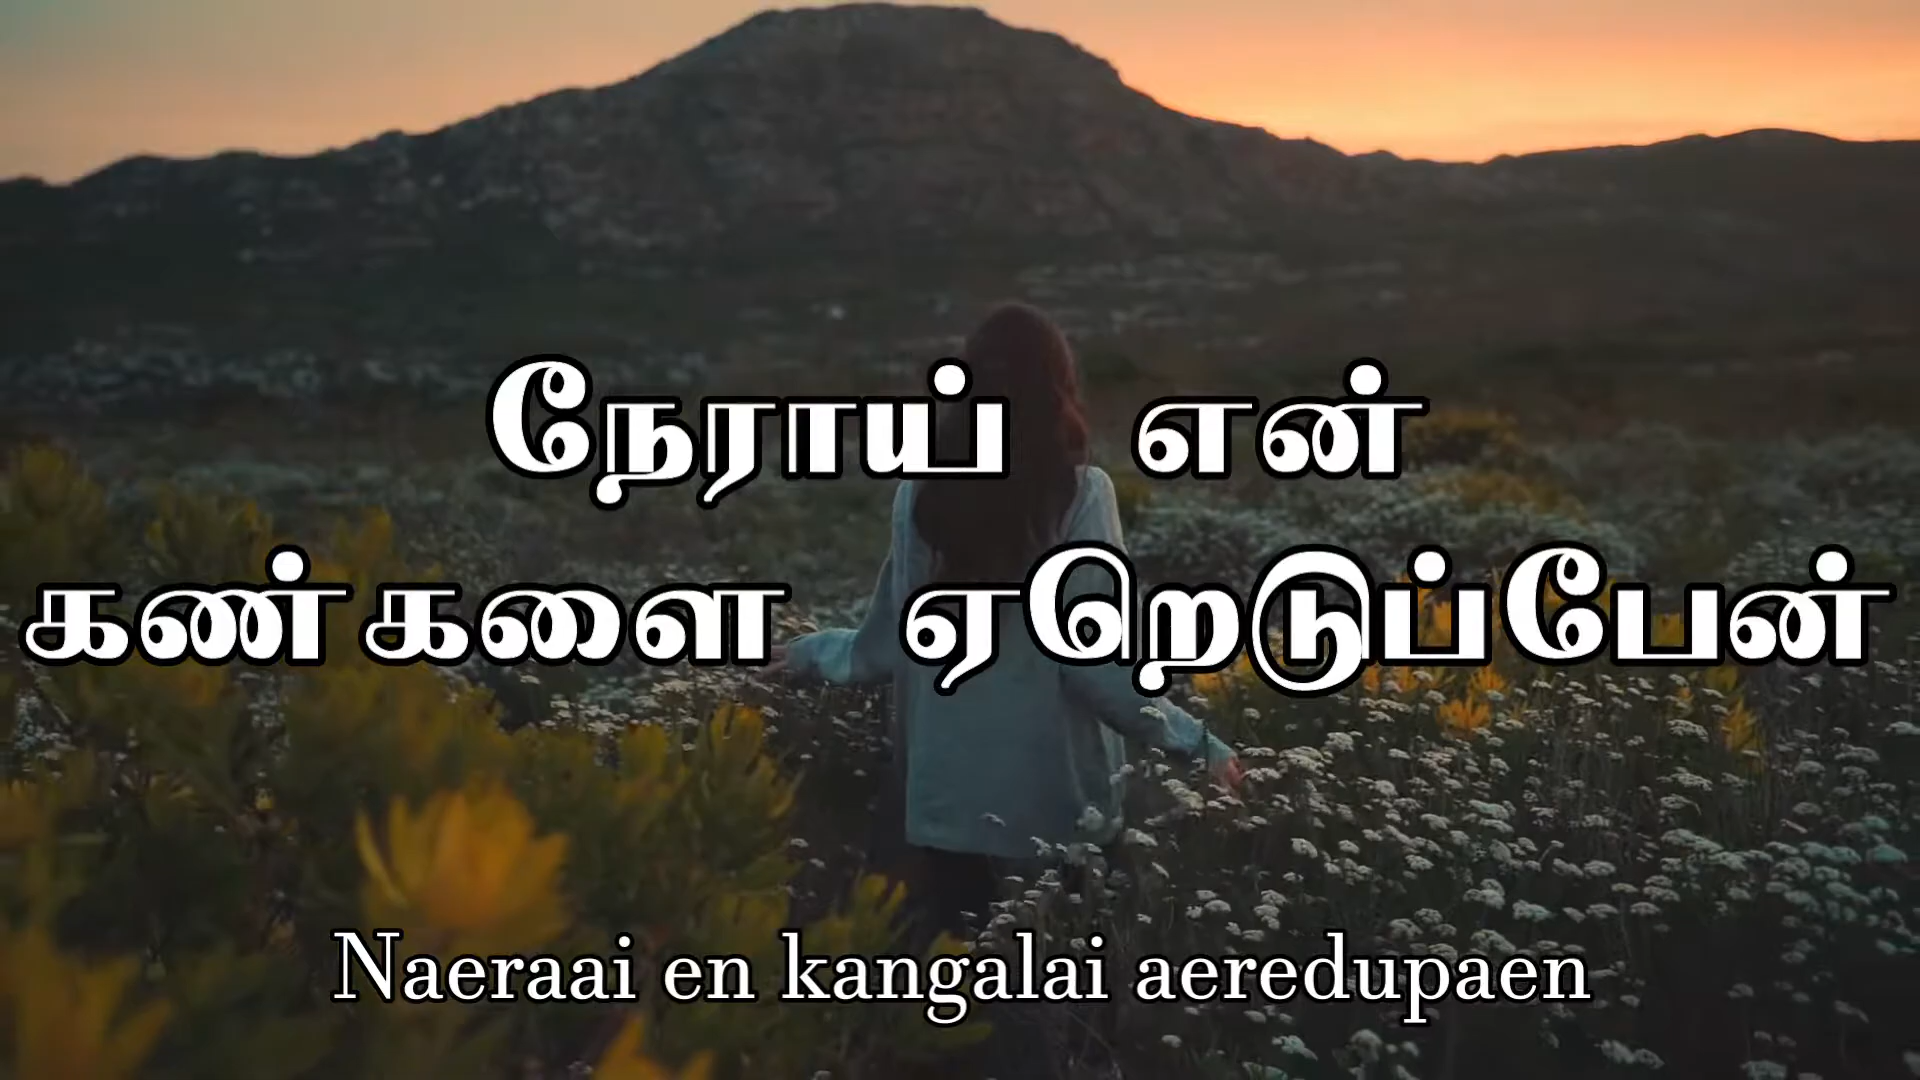 நேராய் என்
கண்களை ஏறெடுப்பேன்
Naeraai en kangalai aeredupaen